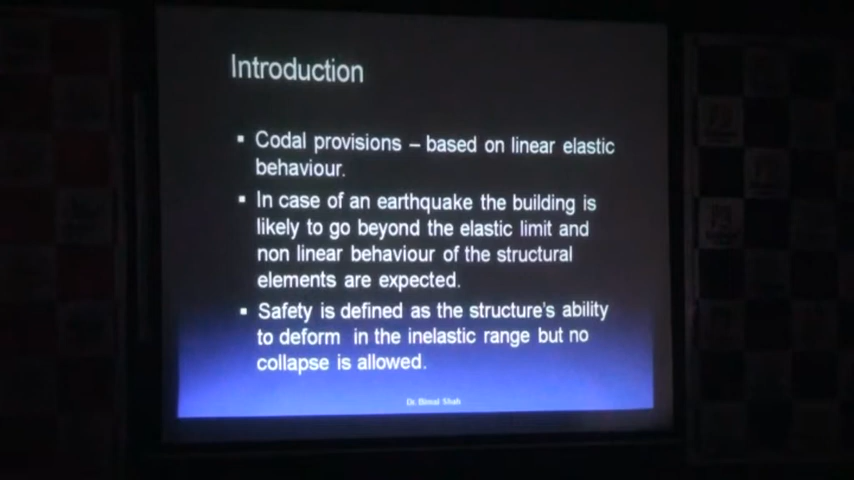 Introduction
▪ Codal provisions – based on linear elastic
behaviour.
▪ In case of an earthquake the building is
likely to go beyond the elastic limit and
non linear behaviour of the structural
elements are expected.
▪ Safety is defined as the structure's ability
to deform in the inelastic range but no
collapse is allowed.
Dr. Bimal Shah